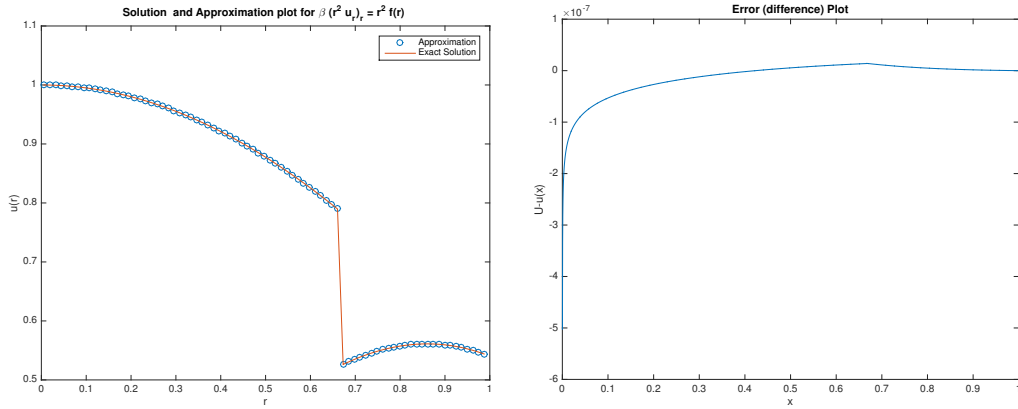 Solution and Approximation plot for β (r² uᵣ)ᵣ = r² f(r)
1.1
1
0.9
0.8
0.7
0.6
0.5
u(r)
0 0.1 0.2 0.3 0.4 0.5 0.6 0.7 0.8 0.9 1
r
Approximation
Exact Solution
Error (difference) Plot
×10⁻⁷
1
0
-1
-2
-3
-4
-5
-6
U-u(x)
0 0.1 0.2 0.3 0.4 0.5 0.6 0.7 0.8 0.9 1
x